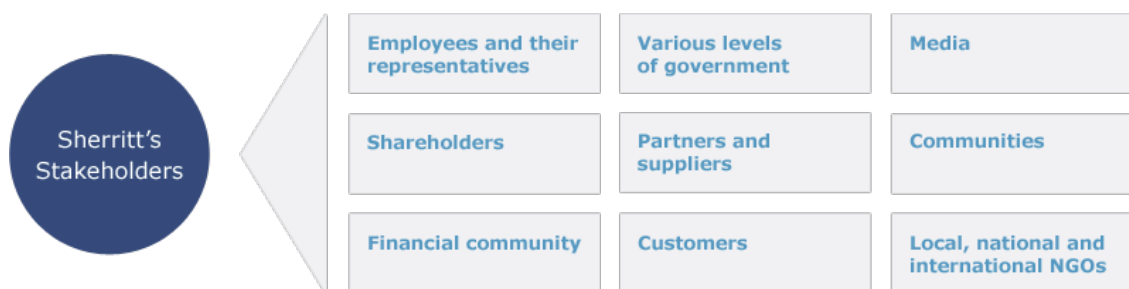 Sherritt's
Stakeholders
Employees and their
representatives
Various levels
of government
Media
Shareholders
Partners and
suppliers
Communities
Financial community
Customers
Local, national and
international NGOs